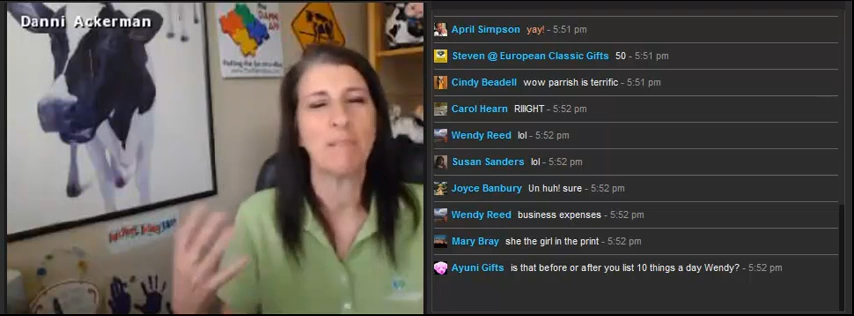 Danni Ackerman
April Simpson yay! - 5:51 pm
Steven @ European Classic Gifts 50 - 5:51 pm
Cindy Beadell wow parrish is terrific - 5:51 pm
Carol Hearn RIIIGHT - 5:52 pm
Wendy Reed lol - 5:52 pm
Susan Sanders lol - 5:52 pm
Joyce Banbury Un huh! sure - 5:52 pm
Wendy Reed business expenses - 5:52 pm
Mary Bray she the girl in the print - 5:52 pm
Ayuni Gifts is that before or after you list 10 things a day Wendy? - 5:52 pm